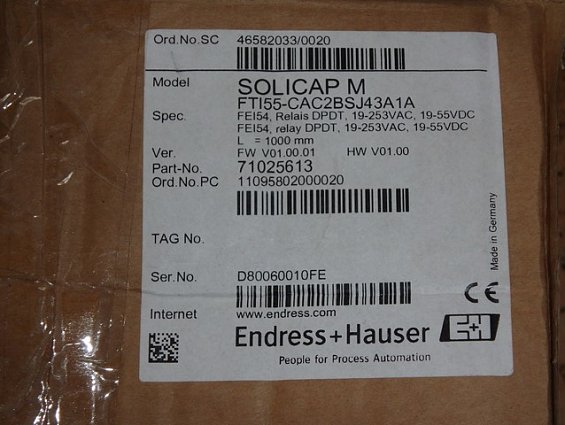 Ord.No.SC 46582033/0020
Model SOLICAP M
FTI55-CAC2BSJ43A1A
Spec. FEI54, Relais DPDT, 19-253VAC, 19-55VDC
FEI54, relay DPDT, 19-253VAC, 19-55VDC
L = 1000 mm
Ver. FW V01.00.01 HW V01.00
Part-No. 71025613
Ord.No.PC 11095802000020
TAG No.
Ser.No. D80060010FE
Made in Germany
CE
Internet www.endress.com
Endress+Hauser E+H
People for Process Automation